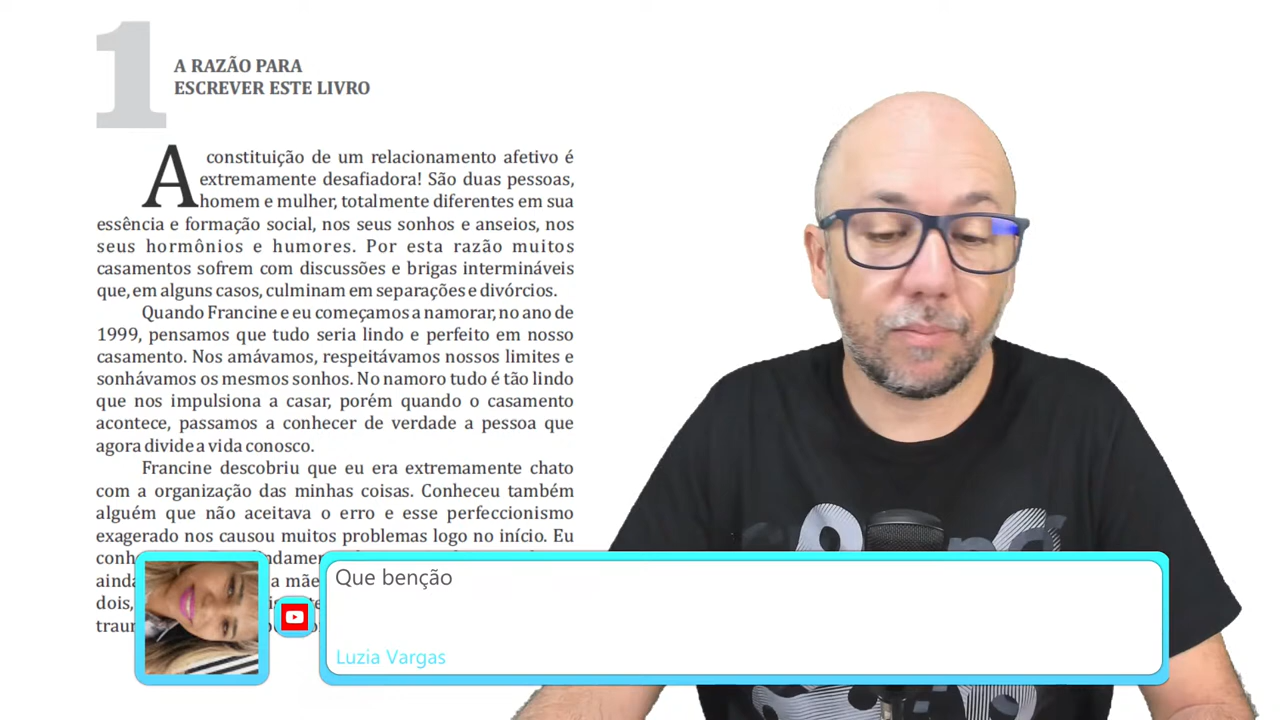 1
A RAZÃO PARA
ESCREVER ESTE LIVRO
A constituição de um relacionamento afetivo é
extremamente desafiadora! São duas pessoas,
homem e mulher, totalmente diferentes em sua
essência e formação social, nos seus sonhos e anseios, nos
seus hormônios e humores. Por esta razão muitos
casamentos sofrem com discussões e brigas intermináveis
que, em alguns casos, culminam em separações e divórcios.
Quando Francine e eu começamos a namorar, no ano de
1999, pensamos que tudo seria lindo e perfeito em nosso
casamento. Nos amávamos, respeitávamos nossos limites e
sonhávamos os mesmos sonhos. No namoro tudo é tão lindo
que nos impulsiona a casar, porém quando o casamento
acontece, passamos a conhecer de verdade a pessoa que
agora divide a vida conosco.
Francine descobriu que eu era extremamente chato
com a organização das minhas coisas. Conheceu também
alguém que não aceitava o erro e esse perfeccionismo
exagerado nos causou muitos problemas logo no início. Eu
a mãe
dois,
Que benção
Luzia Vargas